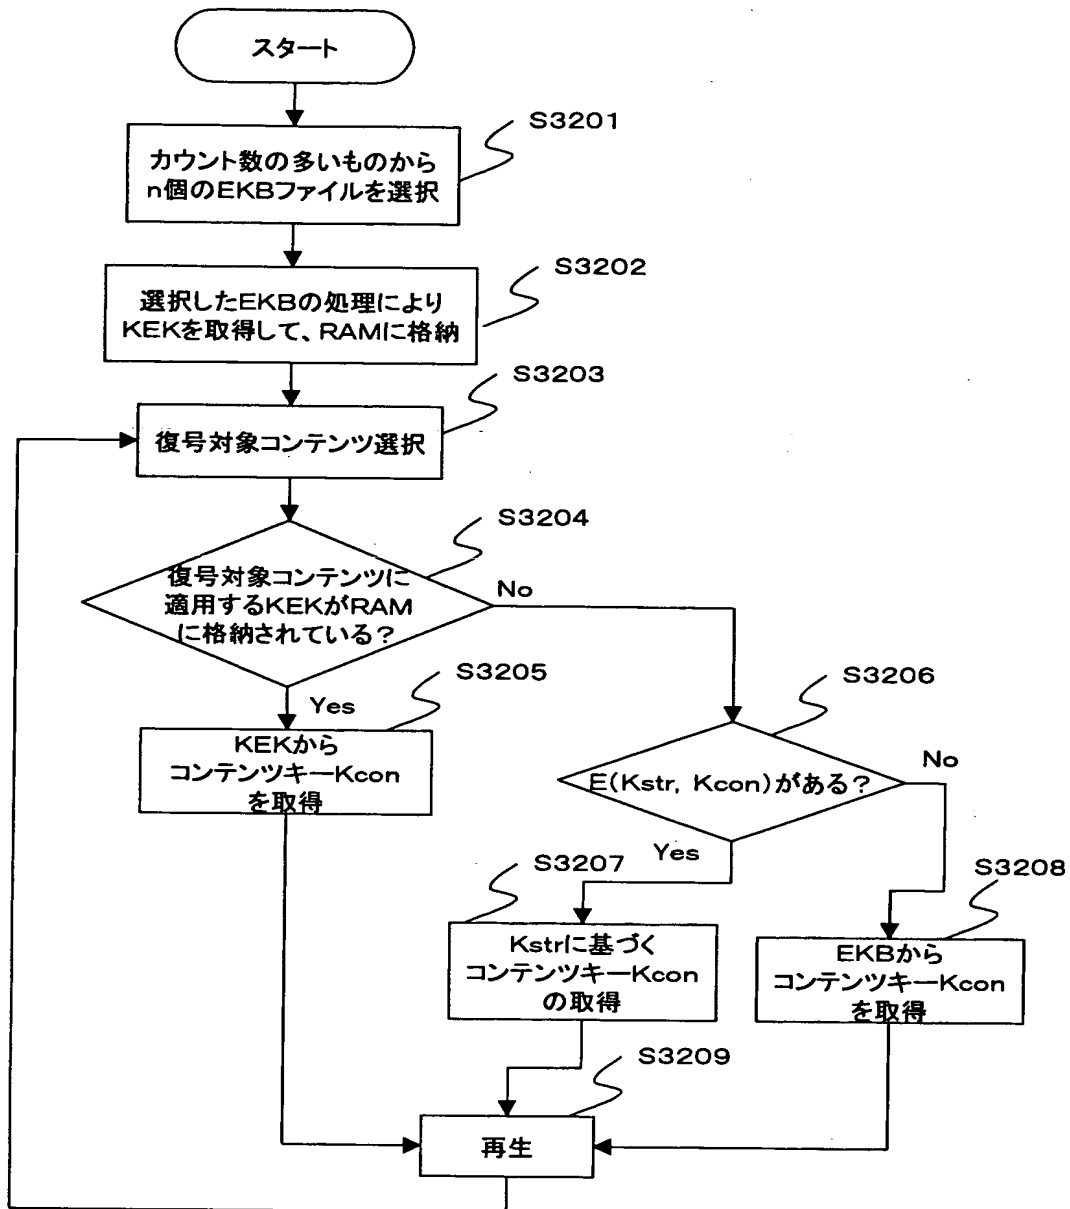 スタート
S3201
カウント数の多いものから
n個のEKBファイルを選択
S3202
選択したEKBの処理により
KEKを取得して、RAMに格納
S3203
復号対象コンテンツ選択
S3204
復号対象コンテンツに
適用するKEKがRAM
に格納されている?
No
Yes
S3205
KEKから
コンテンツキーKcon
を取得
S3206
E(Kstr, Kcon)がある?
No
Yes
S3207
Kstrに基づく
コンテンツキーKcon
の取得
S3208
EKBから
コンテンツキーKcon
を取得
S3209
再生